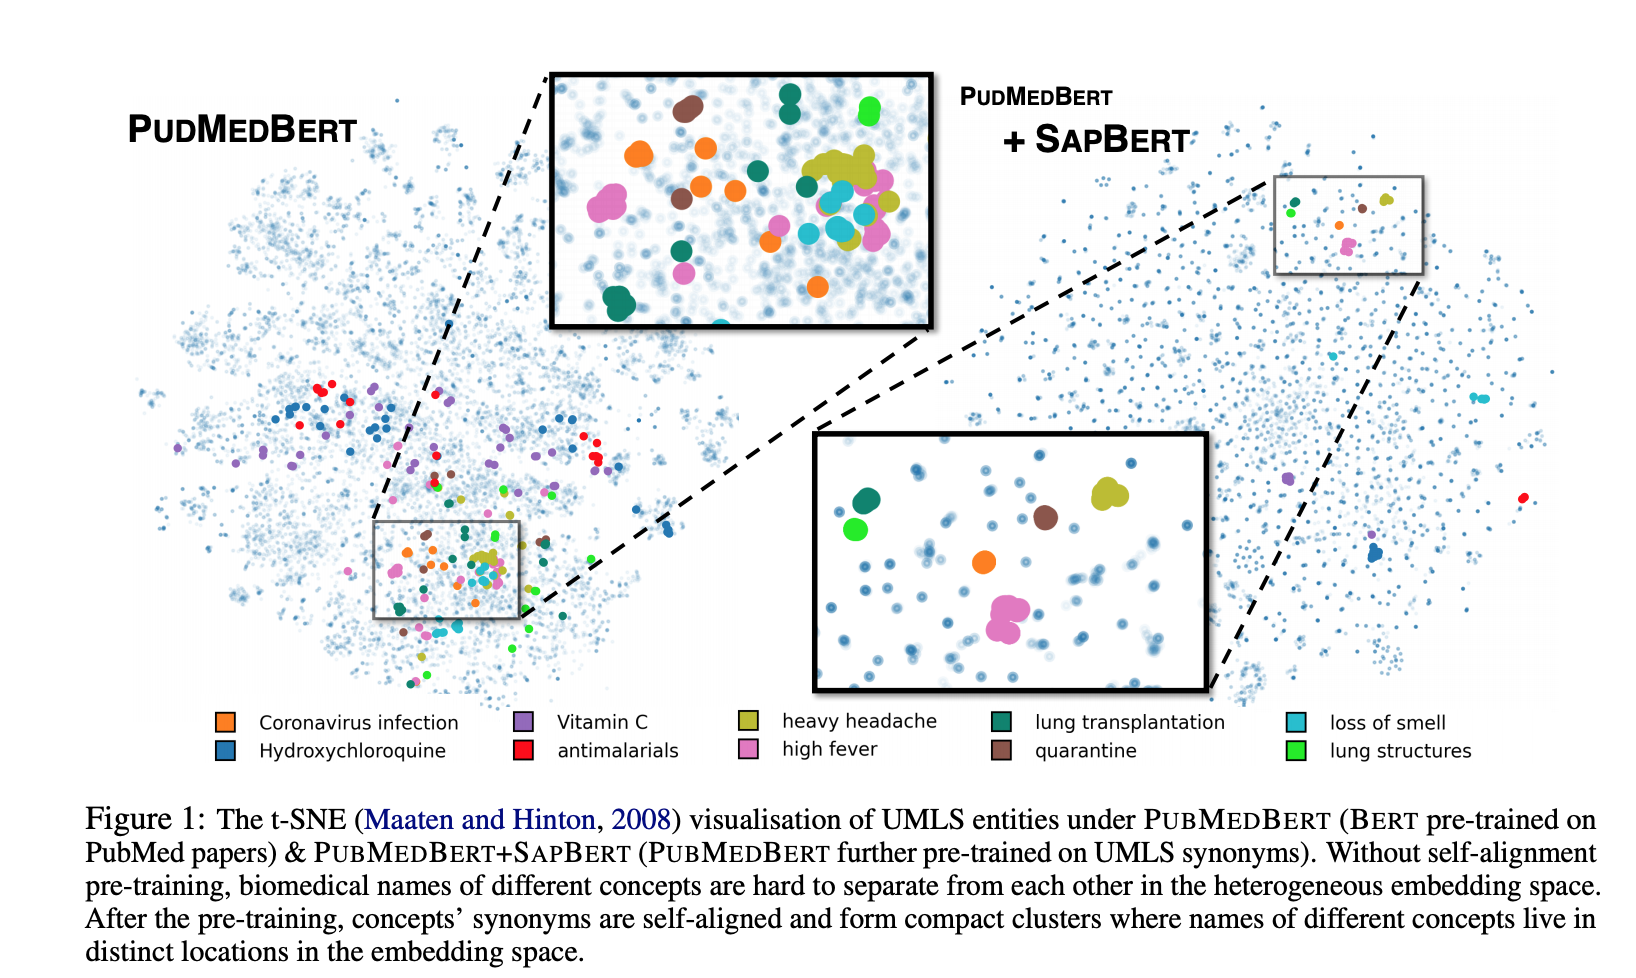 PUDMEDBERT
PUDMEDBERT
+ SAPBERT
Coronavirus infection
Vitamin C
heavy headache
lung transplantation
loss of smell
Hydroxychloroquine
antimalarials
high fever
quarantine
lung structures
Figure 1: The t-SNE (Maaten and Hinton, 2008) visualisation of UMLS entities under PUBMEDBERT (BERT pre-trained on
PubMed papers) & PUBMEDBERT+SAPBERT (PUBMEDBERT further pre-trained on UMLS synonyms). Without self-alignment
pre-training, biomedical names of different concepts are hard to separate from each other in the heterogeneous embedding space.
After the pre-training, concepts' synonyms are self-aligned and form compact clusters where names of different concepts live in
distinct locations in the embedding space.